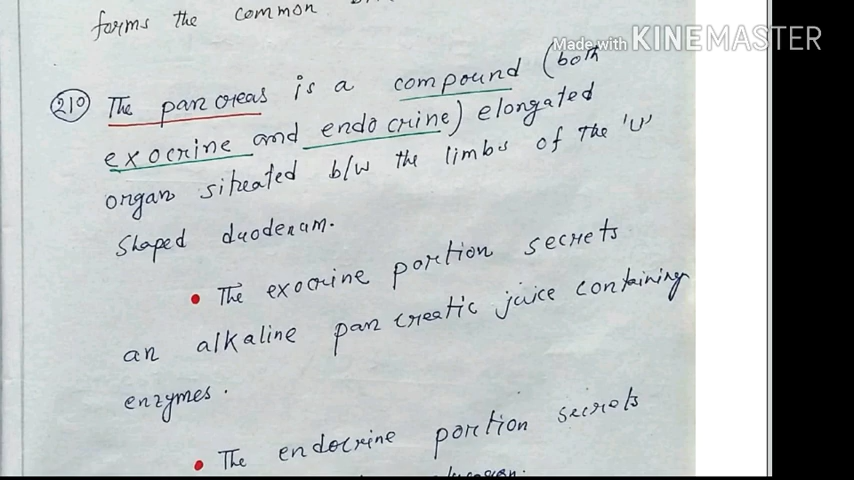 forms the common
Made with KINEMASTER
210 The pancreas is a compound (both
exocrine and endocrine) elongated
organ situated b/w the limbs of the 'U'
shaped duodenum.
• The exocrine portion secrets
an alkaline pancreatic juice containing
enzymes.
• The endocrine portion secrets